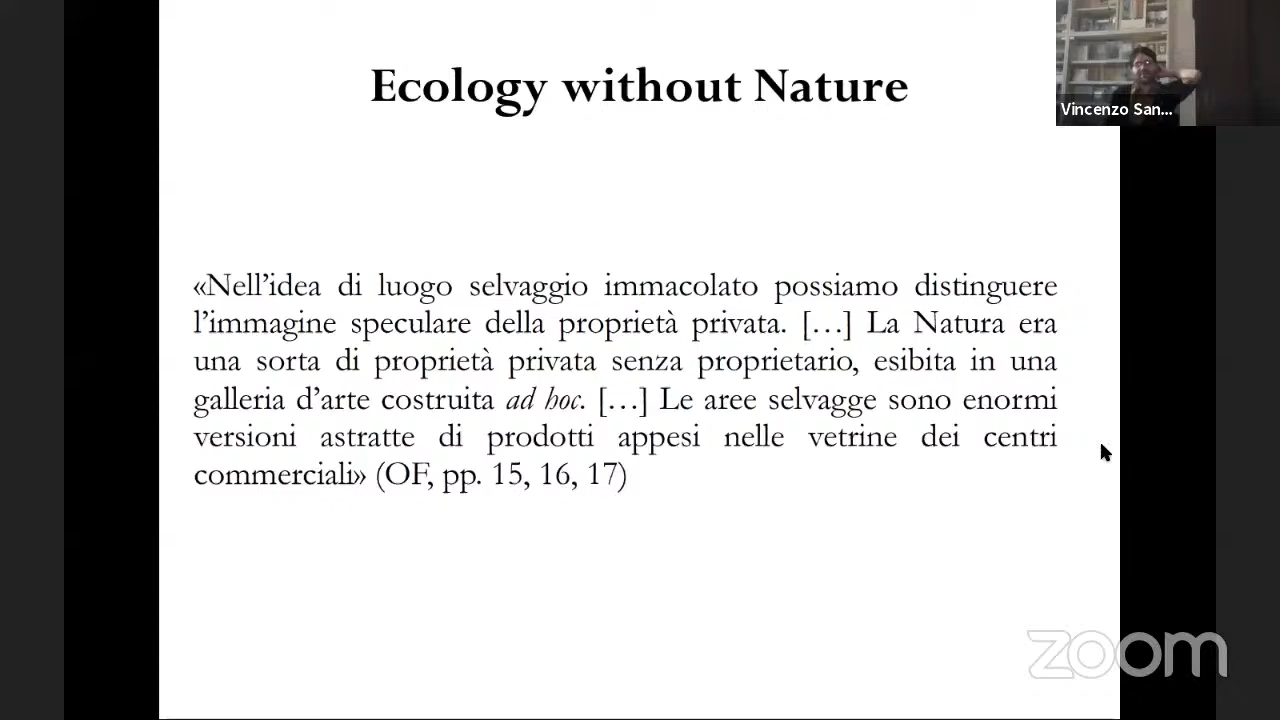 Ecology without Nature
Vincenzo San...
«Nell’idea di luogo selvaggio immacolato possiamo distinguere
l’immagine speculare della proprietà privata. […] La Natura era
una sorta di proprietà privata senza proprietario, esibita in una
galleria d’arte costruita ad hoc. […] Le aree selvagge sono enormi
versioni astratte di prodotti appesi nelle vetrine dei centri
commerciali» (OF, pp. 15, 16, 17)
zoom